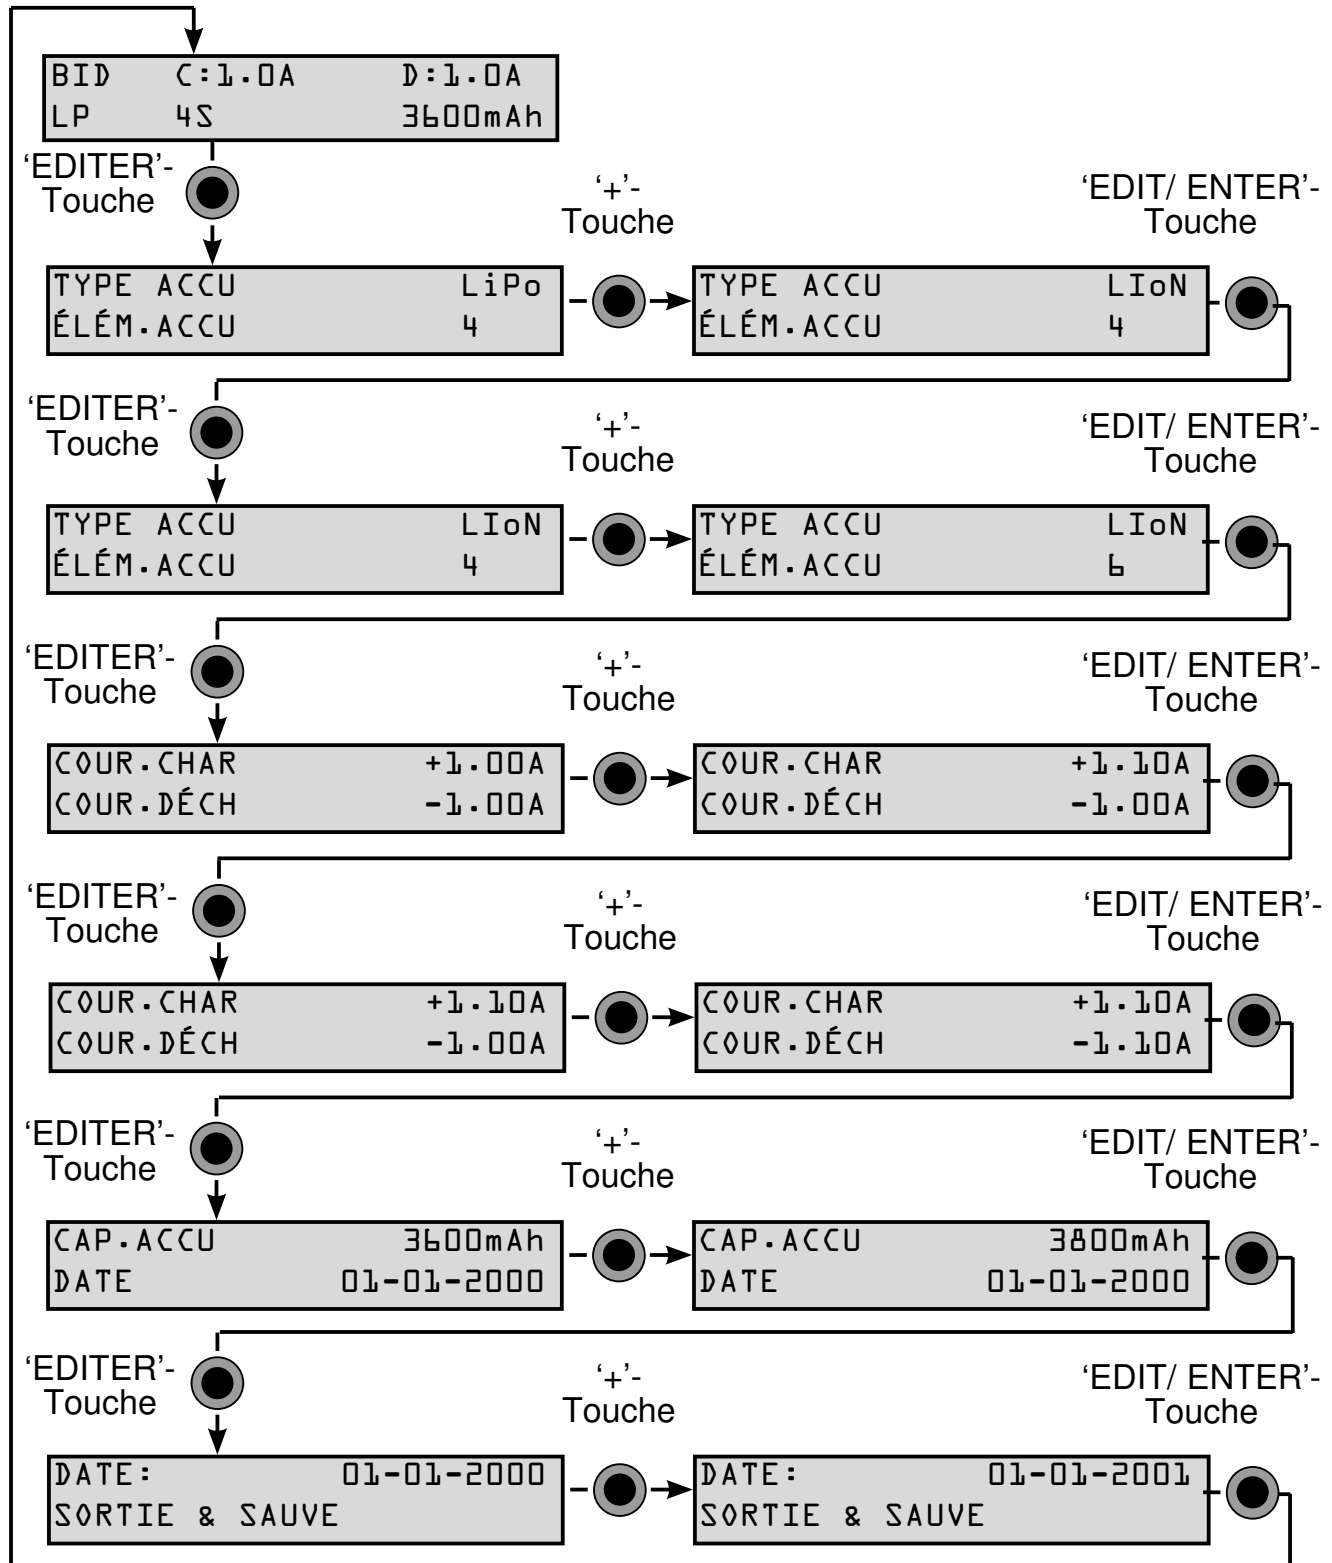 BID C:1.0A D:1.0A
LP 4S 3600mAh
‘EDITER’-
Touche
‘+’-
Touche
‘EDIT/ ENTER’-
Touche
TYPE ACCU LiPo
ÉLÉM.ACCU 4
TYPE ACCU LIoN
ÉLÉM.ACCU 4
‘EDITER’-
Touche
‘+’-
Touche
‘EDIT/ ENTER’-
Touche
TYPE ACCU LIoN
ÉLÉM.ACCU 4
TYPE ACCU LIoN
ÉLÉM.ACCU 6
‘EDITER’-
Touche
‘+’-
Touche
‘EDIT/ ENTER’-
Touche
COUR.CHAR +1.00A
COUR.DÉCH -1.00A
COUR.CHAR +1.10A
COUR.DÉCH -1.00A
‘EDITER’-
Touche
‘+’-
Touche
‘EDIT/ ENTER’-
Touche
COUR.CHAR +1.10A
COUR.DÉCH -1.00A
COUR.CHAR +1.10A
COUR.DÉCH -1.10A
‘EDITER’-
Touche
‘+’-
Touche
‘EDIT/ ENTER’-
Touche
CAP.ACCU 3600mAh
DATE 01-01-2000
CAP.ACCU 3800mAh
DATE 01-01-2000
‘EDITER’-
Touche
‘+’-
Touche
‘EDIT/ ENTER’-
Touche
DATE: 01-01-2000
SORTIE & SAUVE
DATE: 01-01-2001
SORTIE & SAUVE